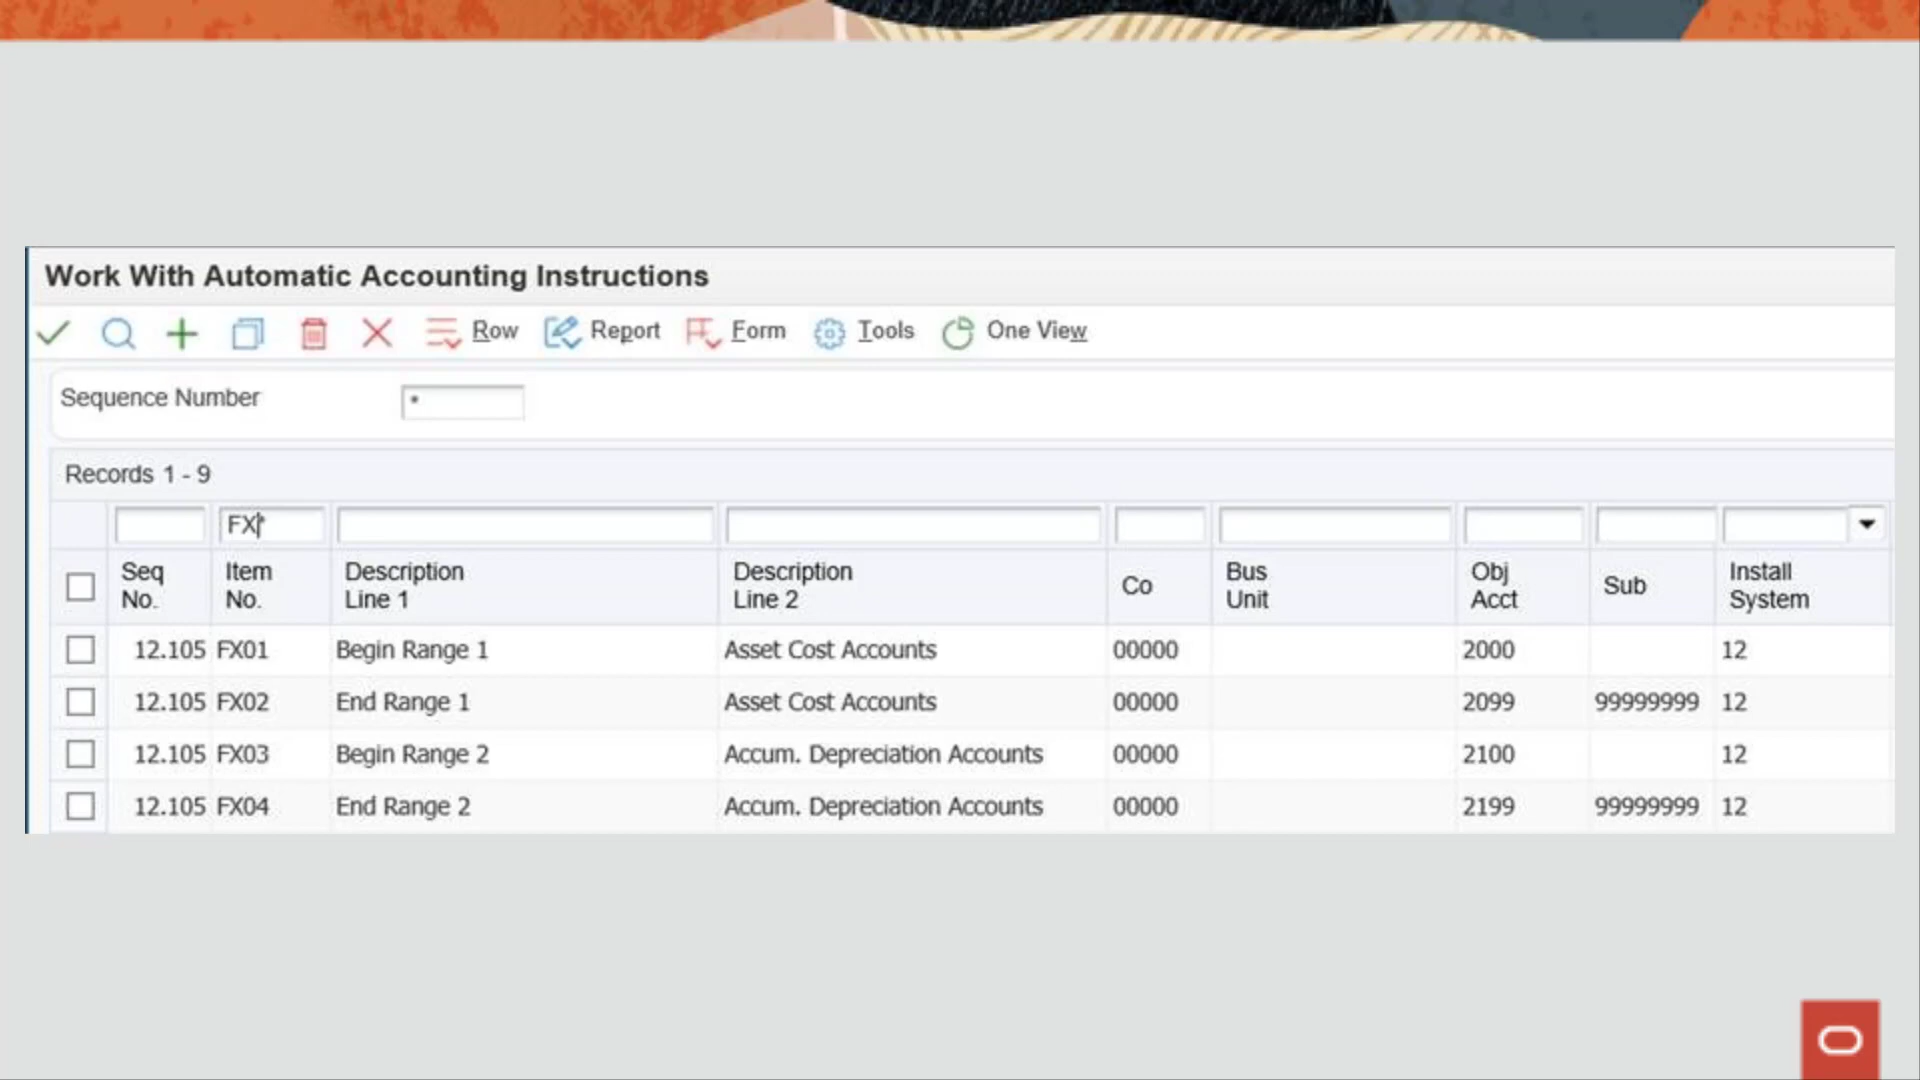 Work With Automatic Accounting Instructions
Row Report Form Tools One View
Sequence Number *
Records 1 - 9
FX*
Seq No. Item No. Description Line 1 Description Line 2 Co Bus Unit Obj Acct Sub Install System
12.105 FX01 Begin Range 1 Asset Cost Accounts 00000 2000 12
12.105 FX02 End Range 1 Asset Cost Accounts 00000 2099 99999999 12
12.105 FX03 Begin Range 2 Accum. Depreciation Accounts 00000 2100 12
12.105 FX04 End Range 2 Accum. Depreciation Accounts 00000 2199 99999999 12